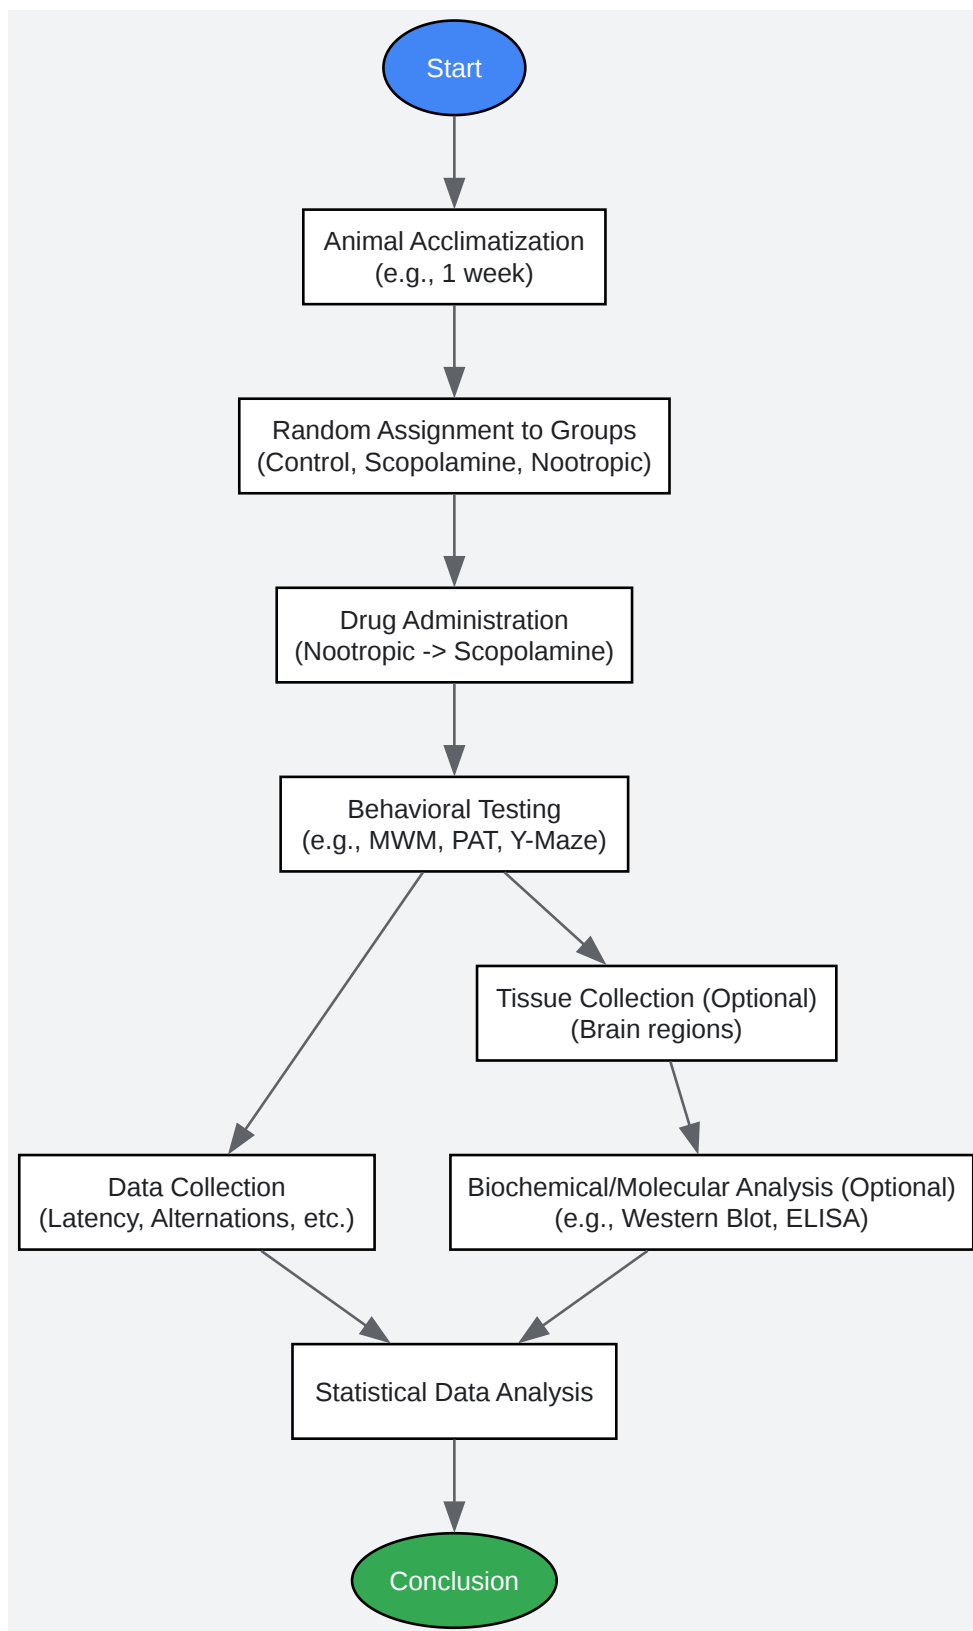 Start
Animal Acclimatization
(e.g., 1 week)
Random Assignment to Groups
(Control, Scopolamine, Nootropic)
Drug Administration
(Nootropic -> Scopolamine)
Behavioral Testing
(e.g., MWM, PAT, Y-Maze)
Tissue Collection (Optional)
(Brain regions)
Data Collection
(Latency, Alternations, etc.)
Biochemical/Molecular Analysis (Optional)
(e.g., Western Blot, ELISA)
Statistical Data Analysis
Conclusion